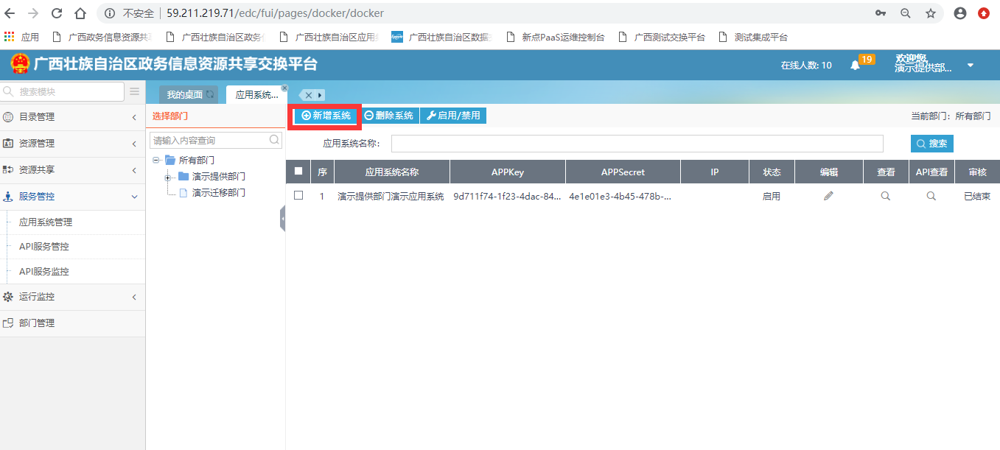 不安全 59.211.219.71/edc/fui/pages/docker/docker
应用 广西政务信息资源共 广西壮族自治区政务 广西壮族自治区应用 广西壮族自治区数据 新点PaaS运维控制台 广西测试交换平台 测试集成平台
广西壮族自治区政务信息资源共享交换平台 在线人数: 10 19 欢迎您,
演示提供部...
搜索模块 我的桌面 应用系统...
目录管理 选择部门 新增系统 删除系统 启用/禁用 当前部门: 所有部门
资源管理 请输入内容查询 应用系统名称: 搜索
所有部门
资源共享 演示提供部门 序 应用系统名称 APPKey APPSecret IP 状态 编辑 查看 API查看 审核
服务管控 演示迁移部门 1 演示提供部门演示应用系统 9d711f74-1f23-4dac-84... 4e1e01e3-4b45-478b-... 启用 已结束
应用系统管理
API服务管控
API服务监控
运行监控
部门管理